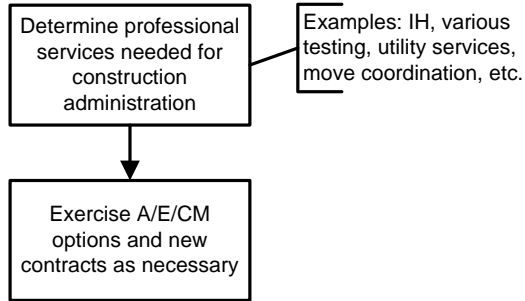 Determine professional
services needed for
construction
administration
Examples: IH, various
testing, utility services,
move coordination, etc.
Exercise A/E/CM
options and new
contracts as necessary